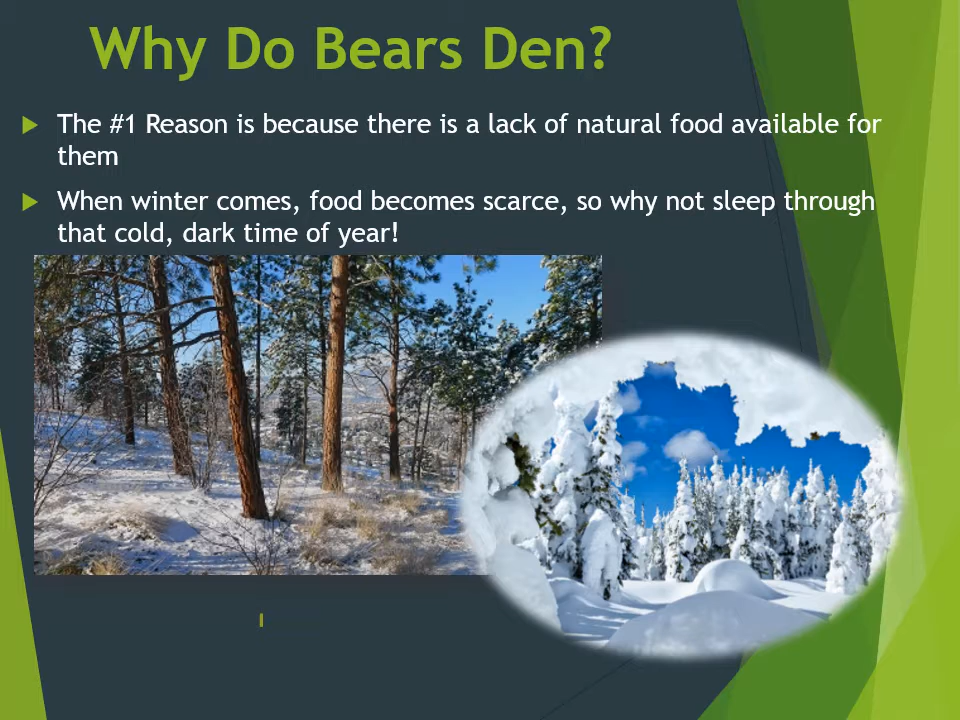 Why Do Bears Den?
The #1 Reason is because there is a lack of natural food available for
them
When winter comes, food becomes scarce, so why not sleep through
that cold, dark time of year!